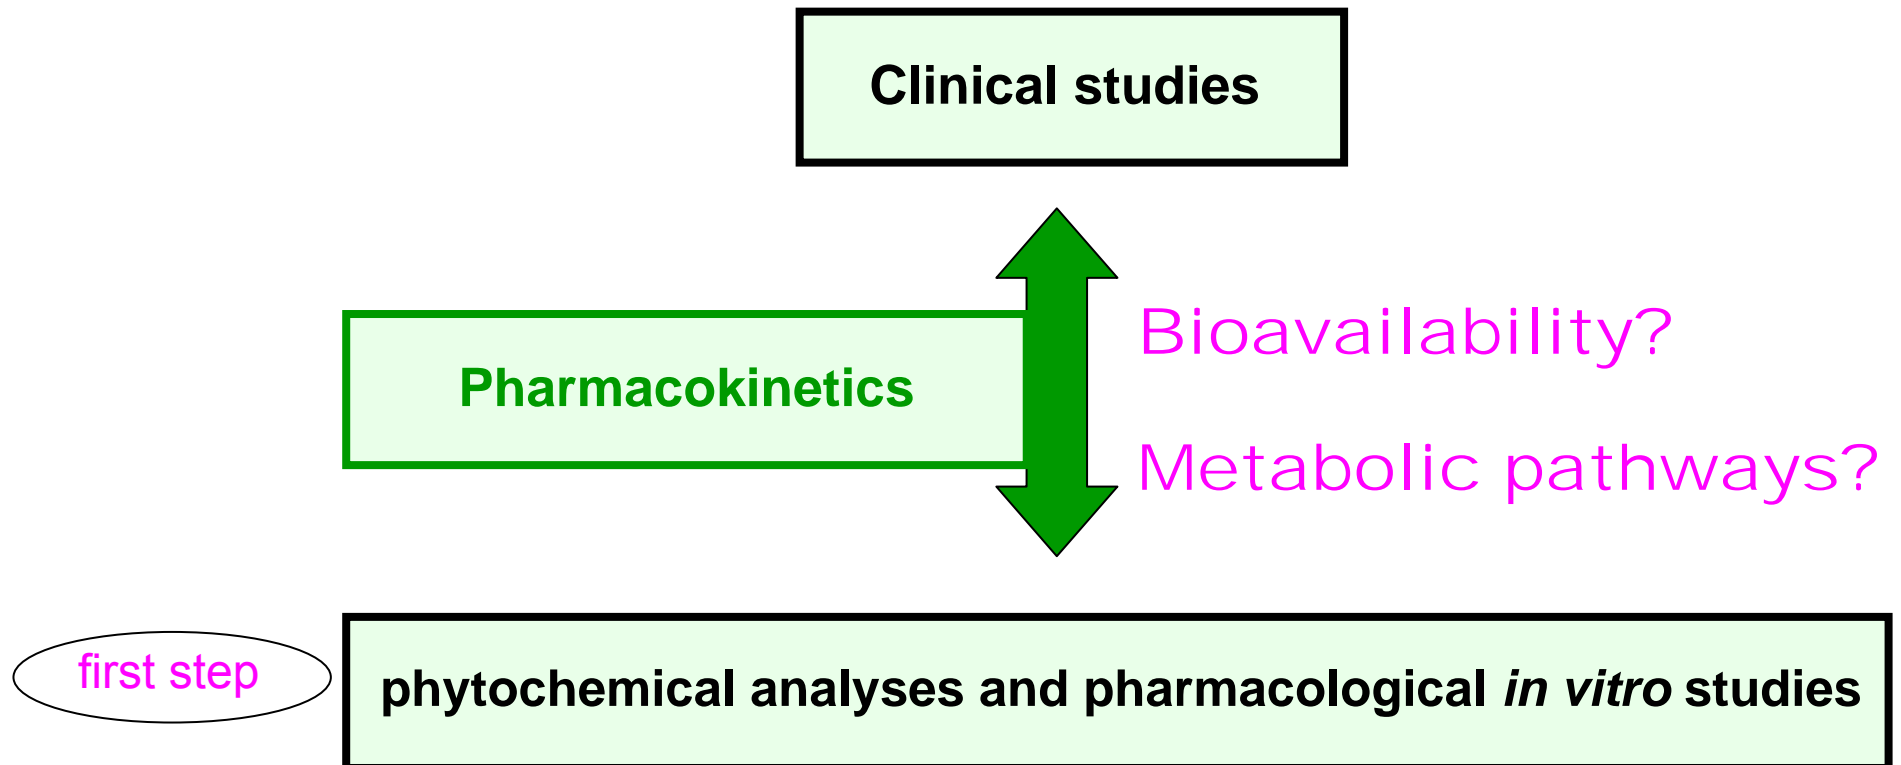 Clinical studies
Bioavailability?
Pharmacokinetics
Metabolic pathways?
first step
phytochemical analyses and pharmacological in vitro studies